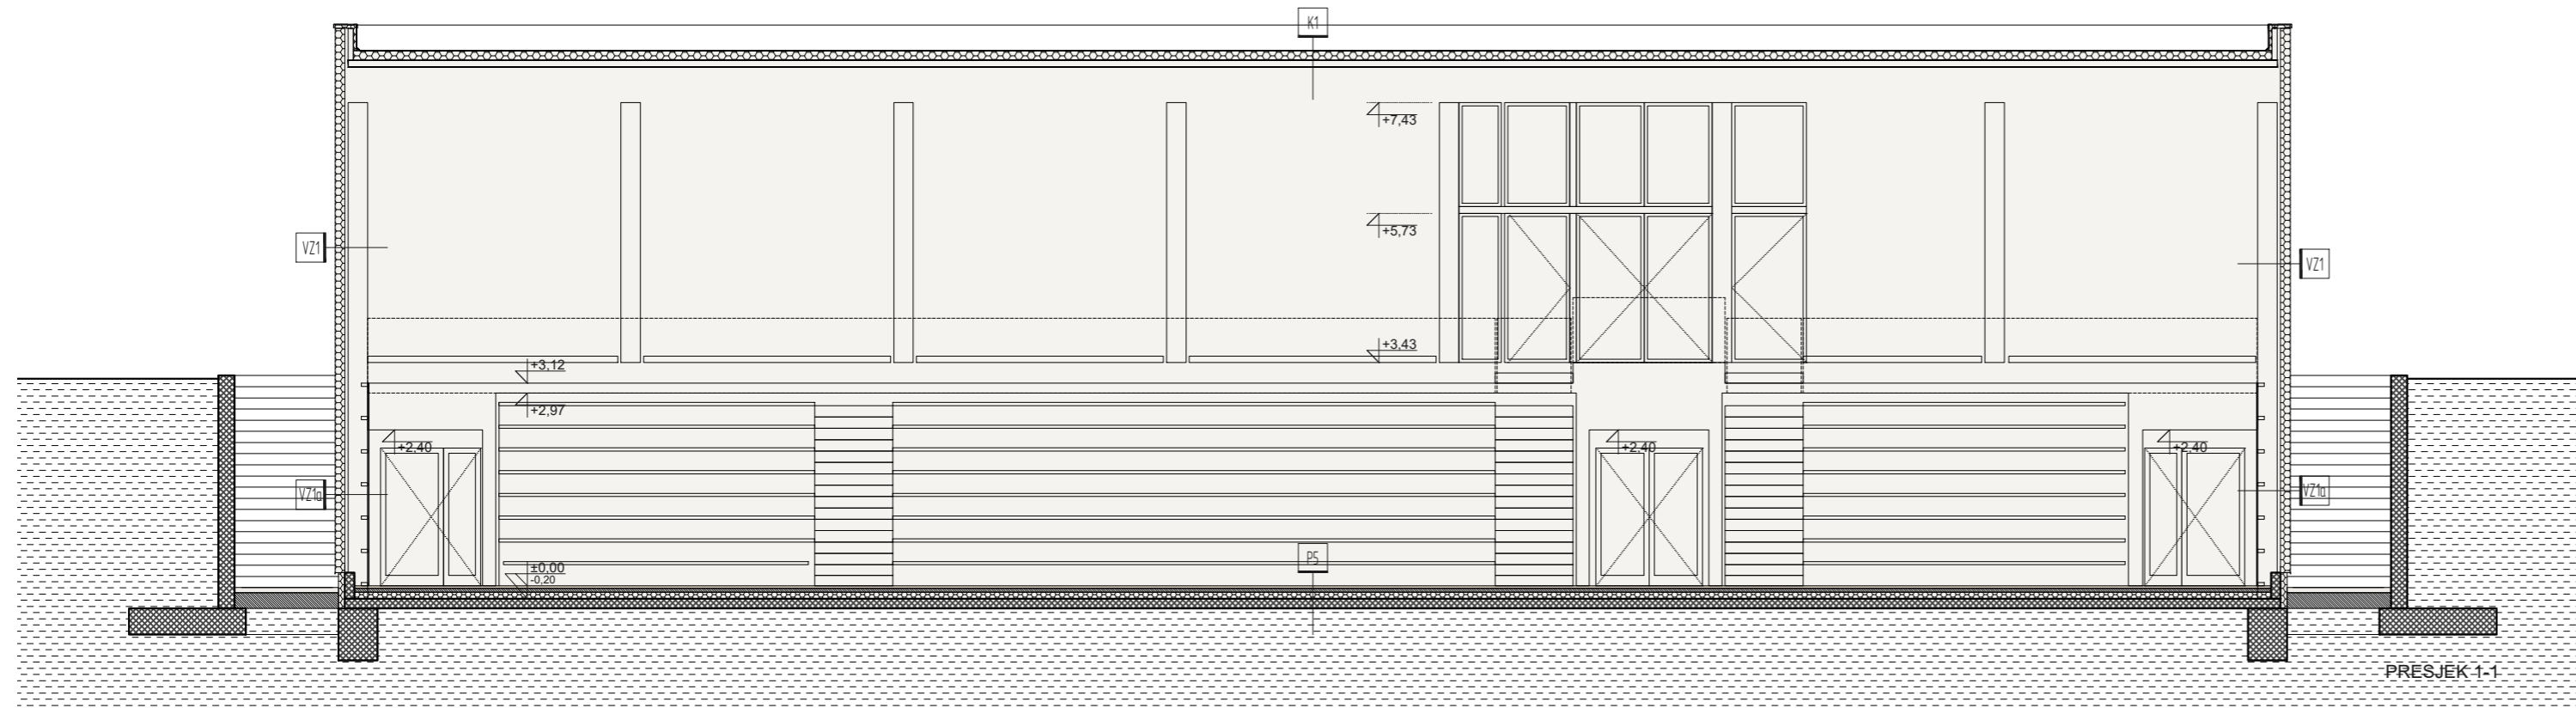 K1
+7,43
+5,73
VZ1
VZ1
+3,43
+3,12
+2,97
+2,40
+2,40
+2,40
VZ1a
VZ1a
P5
±0,00
-0,20
PRESJEK 1-1